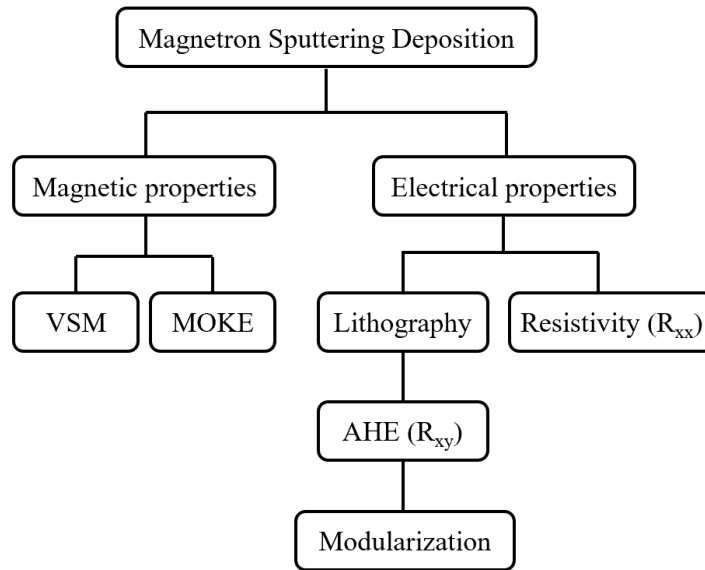 Magnetron Sputtering Deposition
Magnetic properties
Electrical properties
VSM
MOKE
Lithography
Resistivity (Rxx)
AHE (Rxy)
Modularization